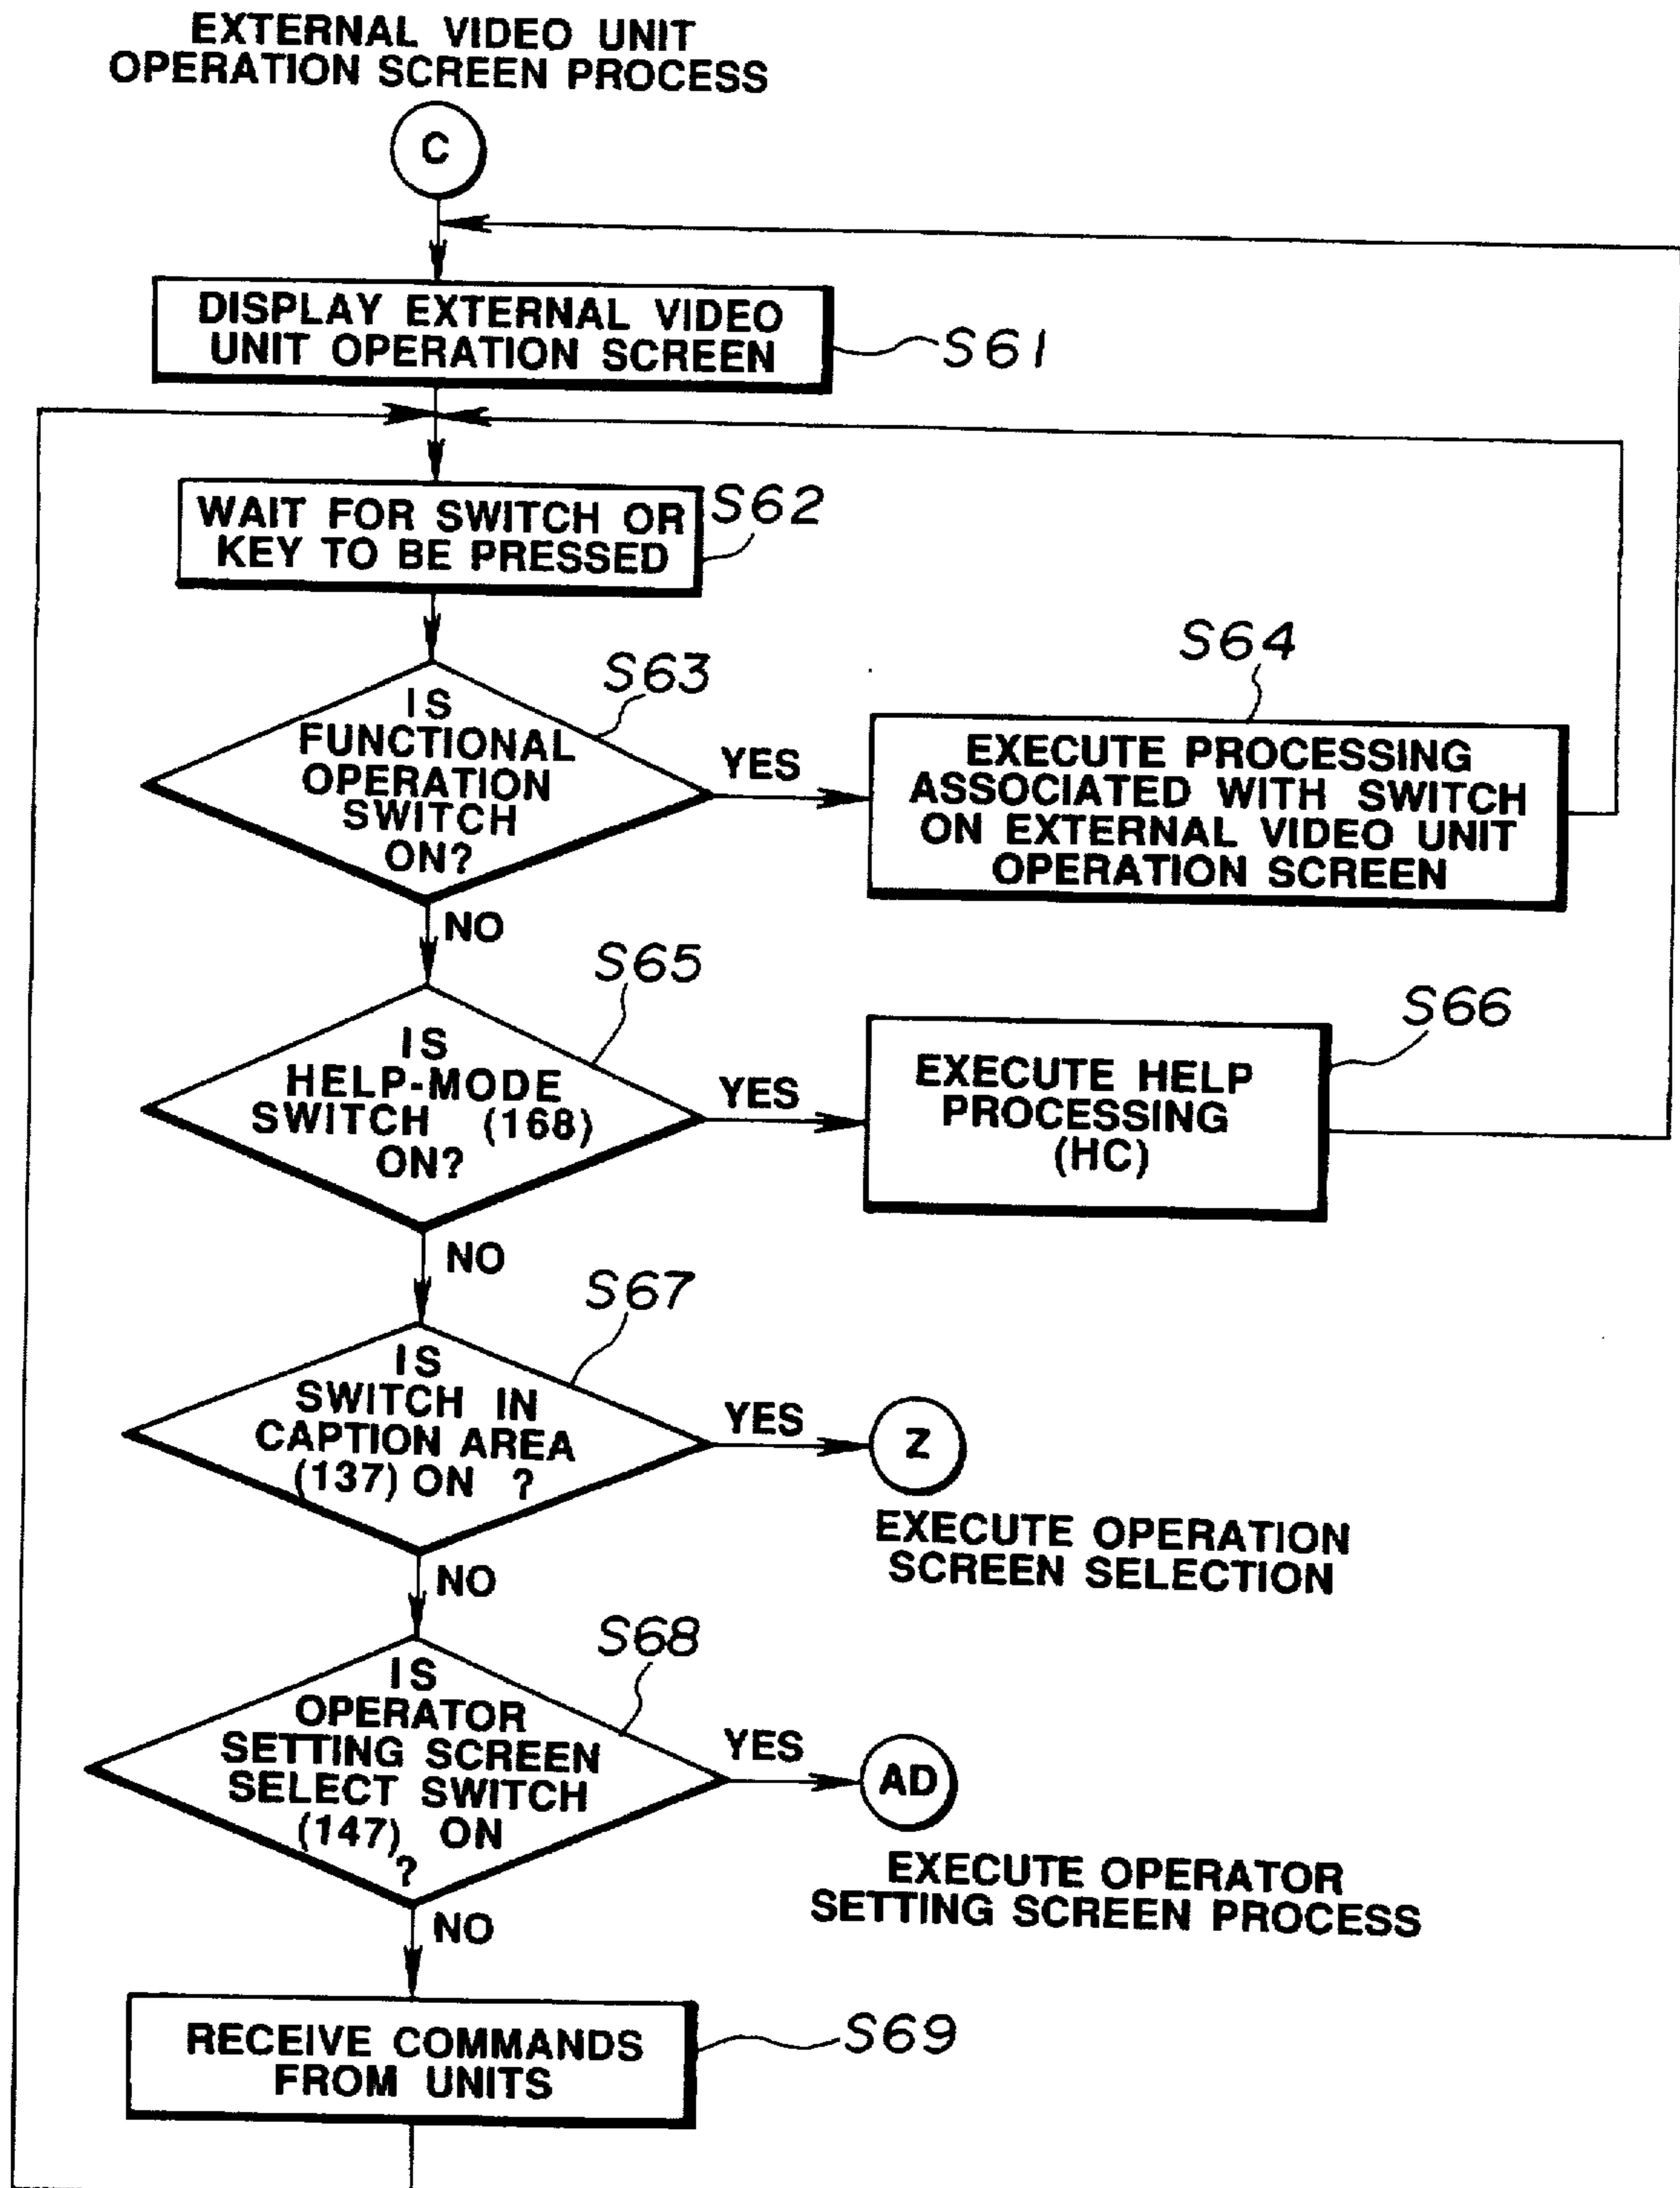 EXTERNAL VIDEO UNIT
OPERATION SCREEN PROCESS
C
DISPLAY EXTERNAL VIDEO
UNIT OPERATION SCREEN
S61
WAIT FOR SWITCH OR
KEY TO BE PRESSED
S62
IS
FUNCTIONAL
OPERATION
SWITCH
ON?
S63
YES
NO
EXECUTE PROCESSING
ASSOCIATED WITH SWITCH
ON EXTERNAL VIDEO UNIT
OPERATION SCREEN
S64
IS
HELP-MODE
SWITCH (168)
ON?
S65
YES
NO
EXECUTE HELP
PROCESSING
(HC)
S66
IS
SWITCH IN
CAPTION AREA
(137) ON ?
S67
YES
NO
Z
EXECUTE OPERATION
SCREEN SELECTION
IS
OPERATOR
SETTING SCREEN
SELECT SWITCH
(147) ON
?
S68
YES
NO
AD
EXECUTE OPERATOR
SETTING SCREEN PROCESS
RECEIVE COMMANDS
FROM UNITS
S69